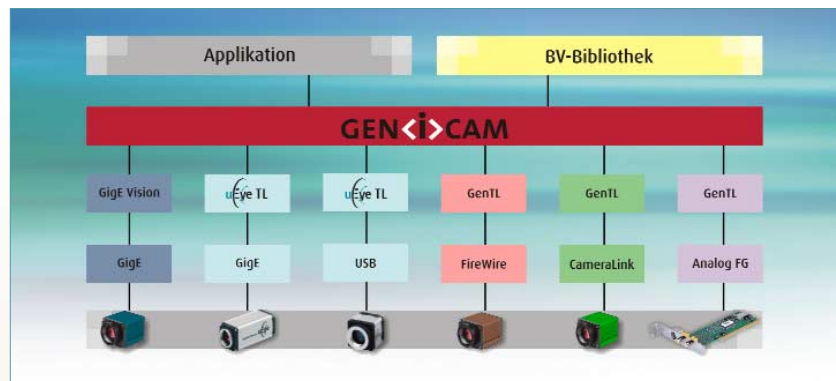 Applikation
BV-Bibliothek
GEN<i>CAM
GigE Vision
uEye TL
uEye TL
GenTL
GenTL
GenTL
GigE
GigE
USB
FireWire
CameraLink
Analog FG